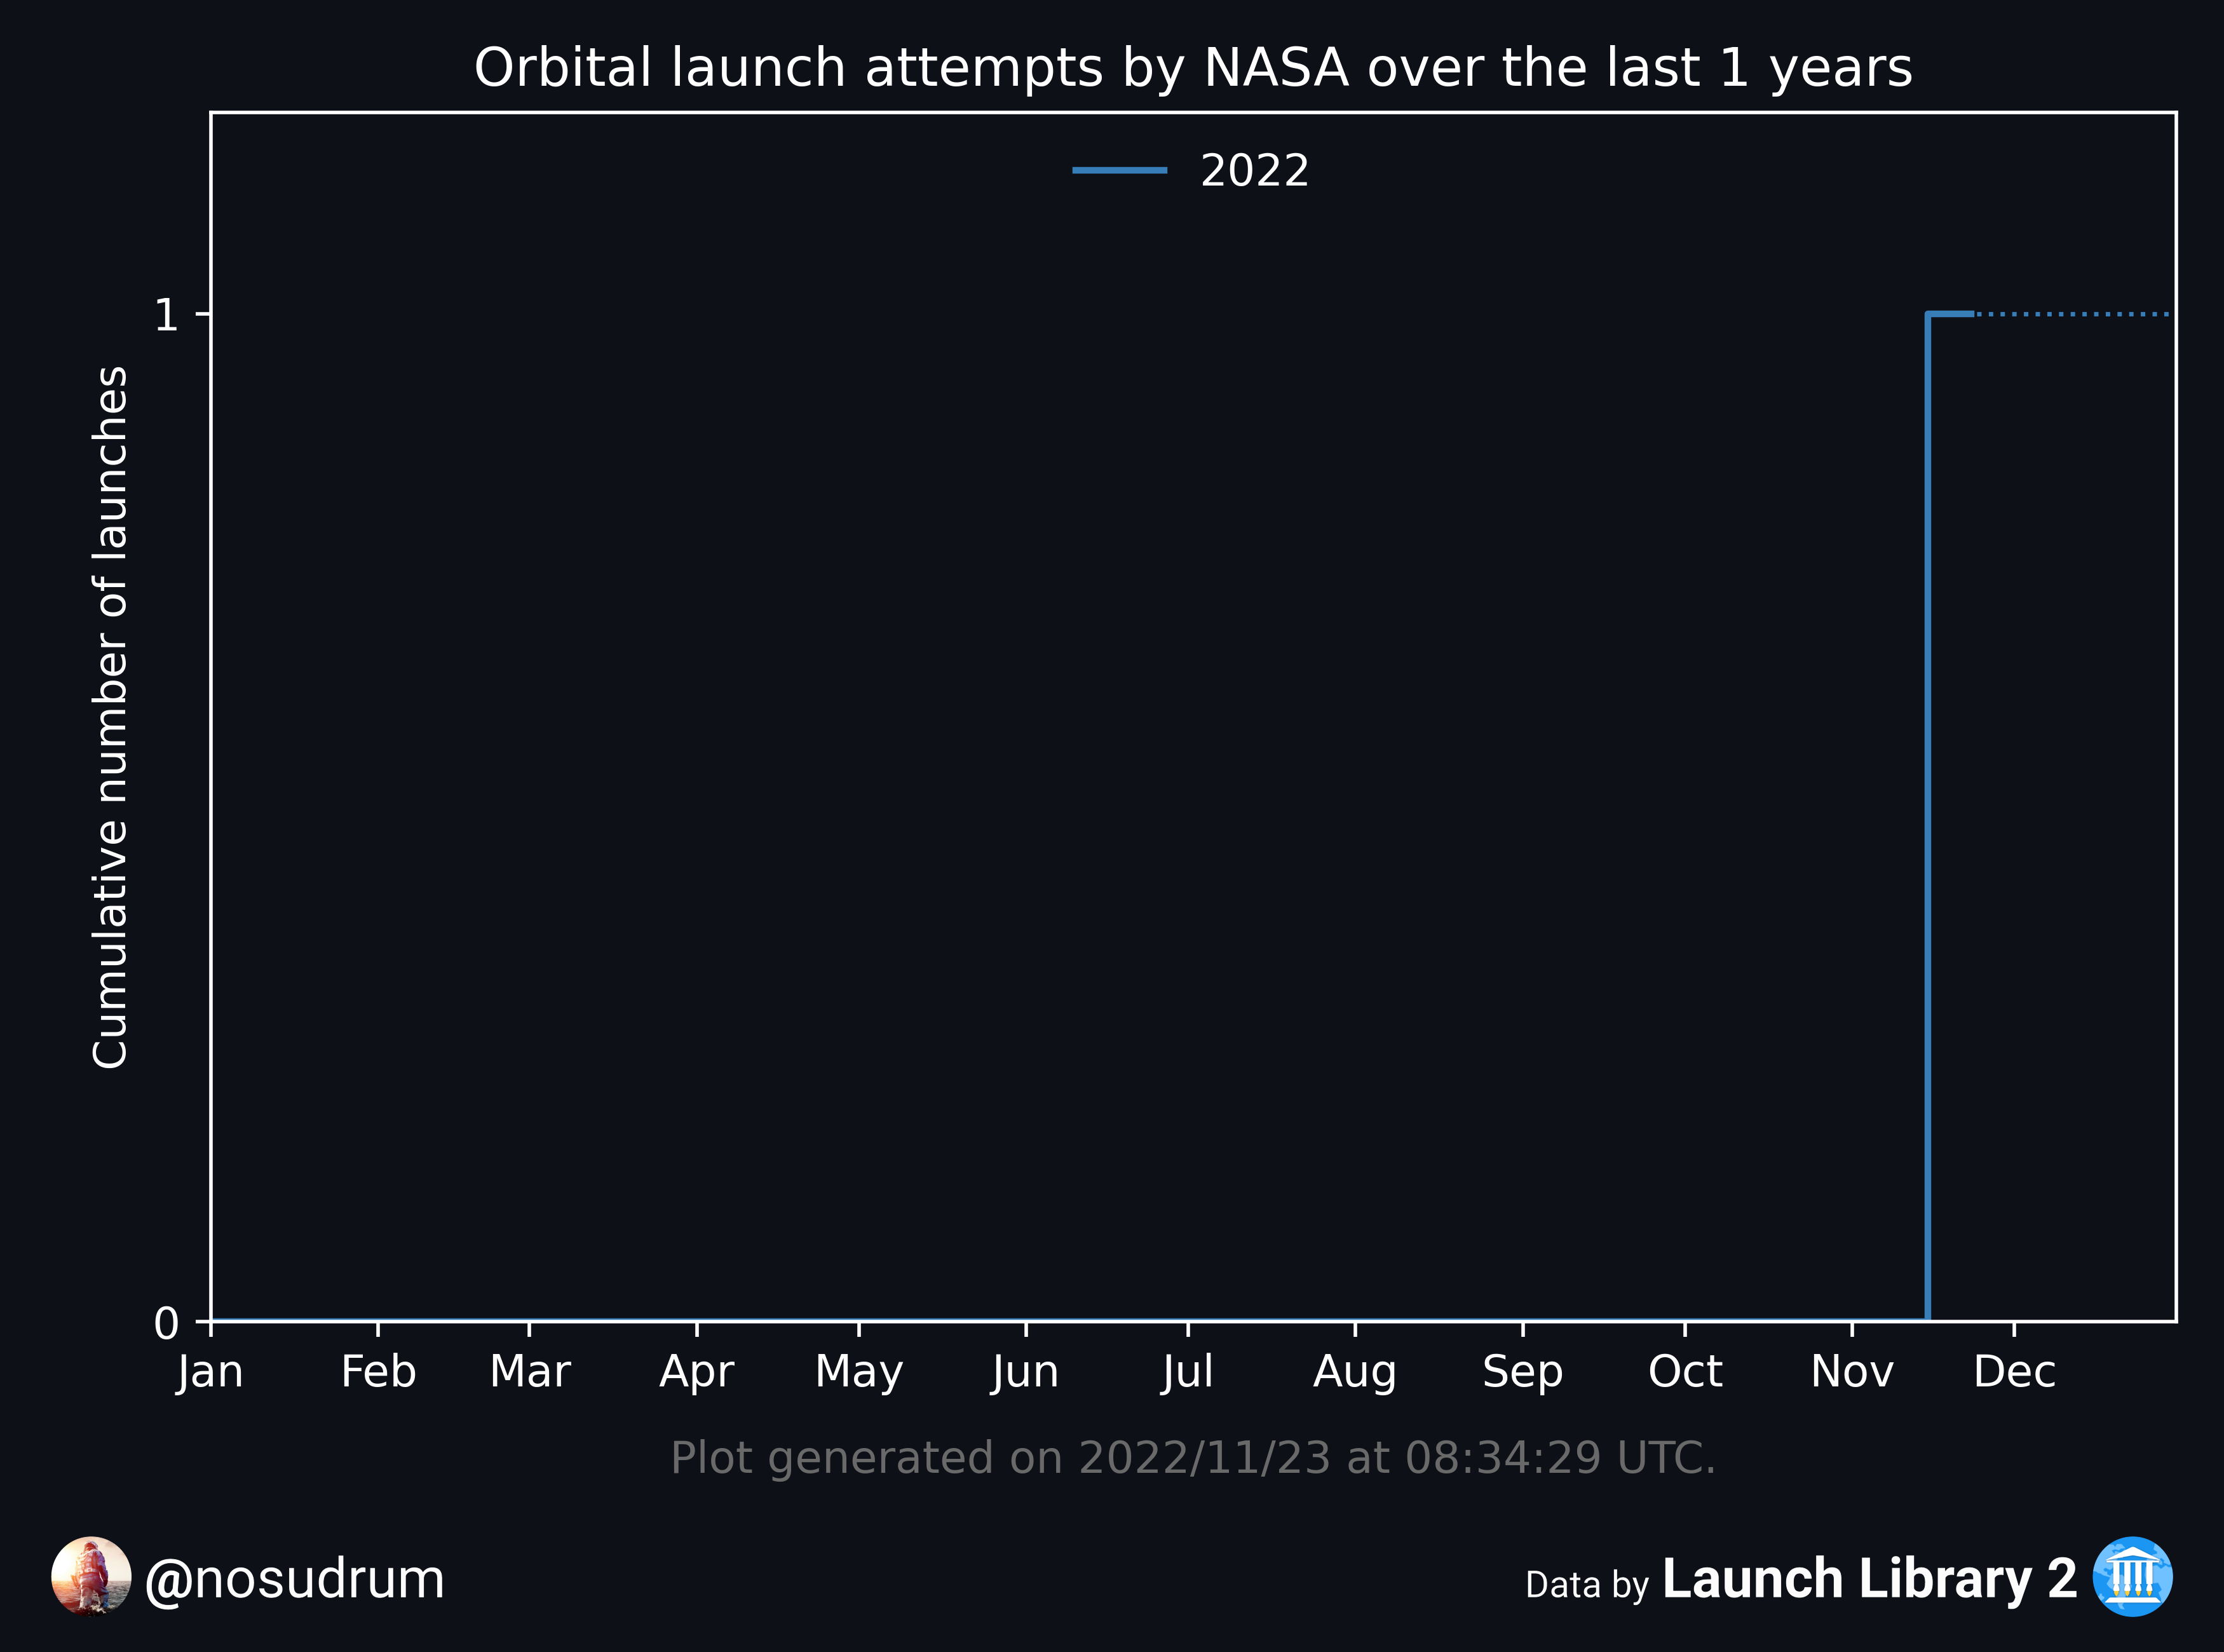 Orbital launch attempts by NASA over the last 1 years
2022
1
Cumulative number of launches
0
Jan Feb Mar Apr May Jun Jul Aug Sep Oct Nov Dec
Plot generated on 2022/11/23 at 08:34:29 UTC.
@nosudrum
Data by Launch Library 2